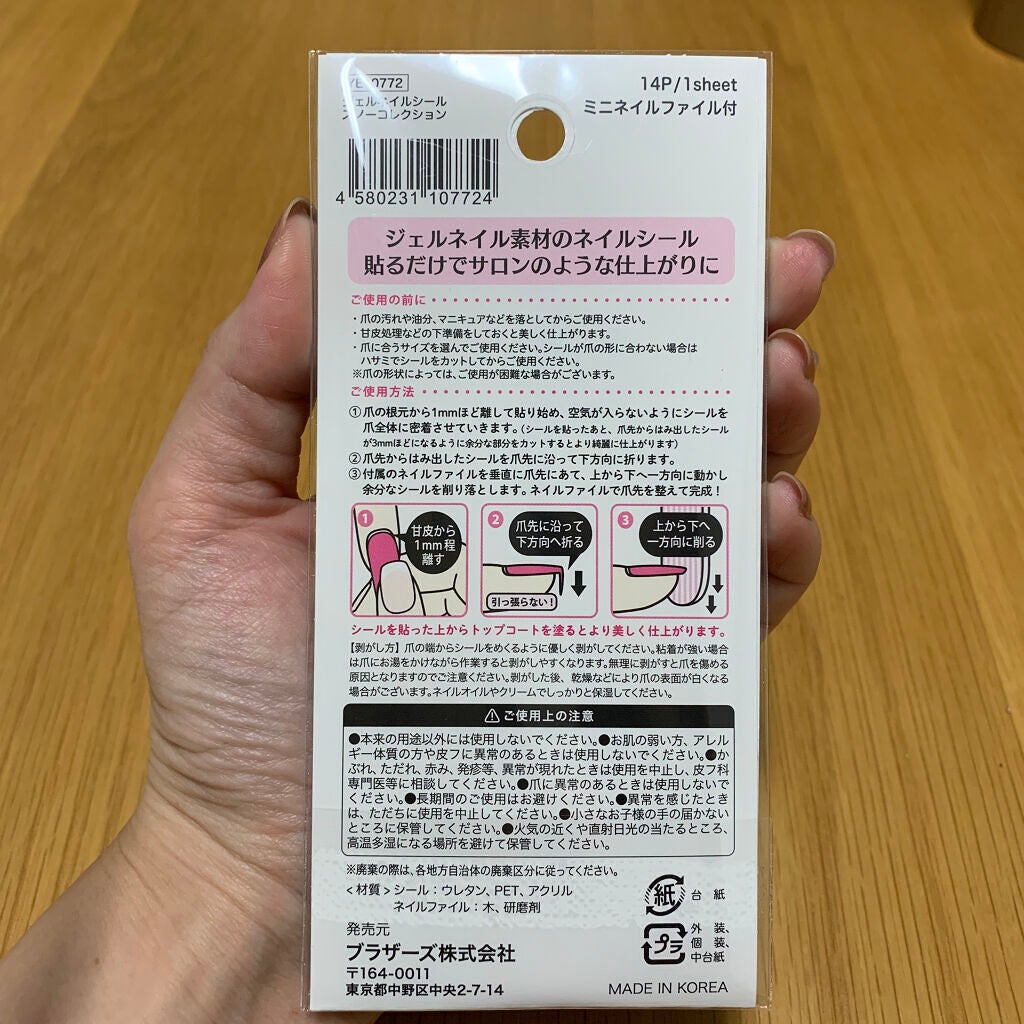 0772
14P/1sheet
ジェルネイルシール
スノーコレクション
ミニネイルファイル付
4 580231 107724
ジェルネイル素材のネイルシール
貼るだけでサロンのような仕上がりに
ご使用の前に
・爪の汚れや油分、マニキュアなどを落としてからご使用ください。
・甘皮処理などの下準備をしておくと美しく仕上がります。
・爪に合うサイズを選んでご使用ください。シールが爪の形に合わない場合は
ハサミでシールをカットしてからご使用ください。
※爪の形状によっては、ご使用が困難な場合がございます。
ご使用方法
①爪の根元から1mmほど離して貼り始め、空気が入らないようにシールを
爪全体に密着させていきます。(シールを貼ったあと、爪先からはみ出したシール
が3mmほどになるように余分な部分をカットするとより綺麗に仕上がります)
②爪先からはみ出したシールを爪先に沿って下方向に折ります。
③付属のネイルファイルを垂直に爪先にあて、上から下へ一方向に動かし
余分なシールを削り落とします。ネイルファイルで爪先を整えて完成！
1
甘皮から
1mm程
離す
2
爪先に沿って
下方向へ折る
引っ張らない！
3
上から下へ
一方向に削る
シールを貼った上からトップコートを塗るとより美しく仕上がります。
【剥がし方】爪の端からシールをめくるように優しく剥がしてください。粘着が強い場合
は爪にお湯をかけながら作業すると剥がしやすくなります。無理に剥がすと爪を傷める
原因となりますのでご注意ください。剥がした後、乾燥などにより爪の表面が白くなる
場合がございます。ネイルオイルやクリームでしっかりと保湿してください。
⚠ご使用上の注意
●本来の用途以外には使用しないでください。●お肌の弱い方、アレル
ギー体質の方や皮フに異常のあるときは使用しないでください。●か
ぶれ、ただれ、赤み、発疹等、異常が現れたときは使用を中止し、皮フ科
専門医等に相談してください。●爪に異常のあるときは使用しないで
ください。●長期間のご使用はお避けください。●異常を感じたとき
は、ただちに使用を中止してください。●小さなお子様の手の届かない
ところに保管してください。●火気の近くや直射日光の当たるところ、
高温多湿になる場所を避けて保管してください。
※廃棄の際は、各地方自治体の廃棄区分に従ってください。
<材質>シール：ウレタン、PET、アクリル
ネイルファイル：木、研磨剤
紙 台紙
発売元
ブラザーズ株式会社
〒164-0011
東京都中野区中央2-7-14
プラ
外装、
個装、
中台紙
MADE IN KOREA